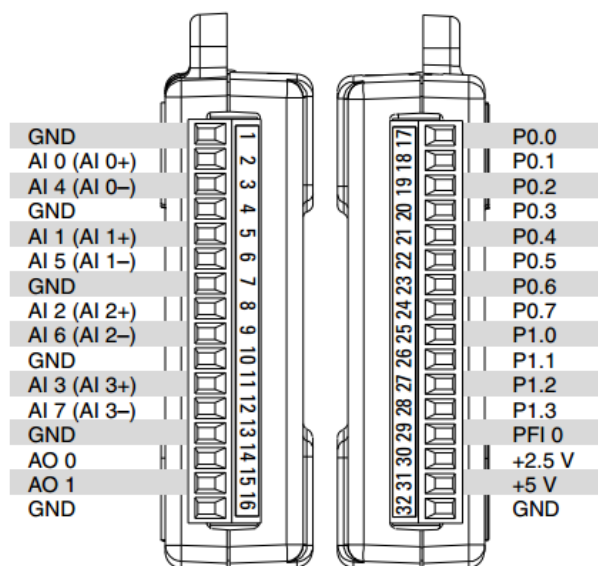 GND 1 17 P0.0
AI 0 (AI 0+) 2 18 P0.1
AI 4 (AI 0–) 3 19 P0.2
GND 4 20 P0.3
AI 1 (AI 1+) 5 21 P0.4
AI 5 (AI 1–) 6 22 P0.5
GND 7 23 P0.6
AI 2 (AI 2+) 8 24 P0.7
AI 6 (AI 2–) 9 25 P1.0
GND 10 26 P1.1
AI 3 (AI 3+) 11 27 P1.2
AI 7 (AI 3–) 12 28 P1.3
GND 13 29 PFI 0
AO 0 14 30 +2.5 V
AO 1 15 31 +5 V
GND 16 32 GND